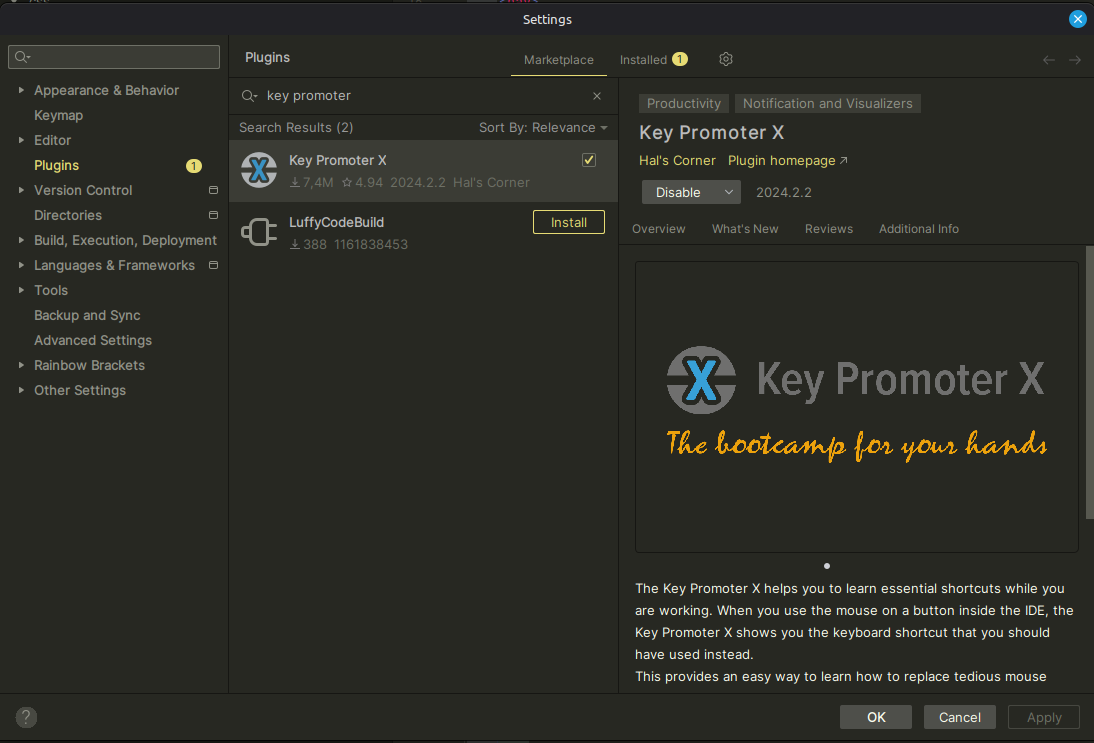 Settings
Appearance & Behavior
Keymap
Editor
Plugins 1
Version Control
Directories
Build, Execution, Deployment
Languages & Frameworks
Tools
Backup and Sync
Advanced Settings
Rainbow Brackets
Other Settings
?
Plugins
Marketplace
Installed 1
key promoter
Search Results (2)
Sort By: Relevance
Key Promoter X
7,4M 4.94 2024.2.2 Hal's Corner
LuffyCodeBuild
Install
388 1161838453
Productivity
Notification and Visualizers
Key Promoter X
Hal's Corner Plugin homepage
Disable
2024.2.2
Overview
What's New
Reviews
Additional Info
X Key Promoter X
The bootcamp for your hands
The Key Promoter X helps you to learn essential shortcuts while you
are working. When you use the mouse on a button inside the IDE, the
Key Promoter X shows you the keyboard shortcut that you should
have used instead.
This provides an easy way to learn how to replace tedious mouse
OK
Cancel
Apply